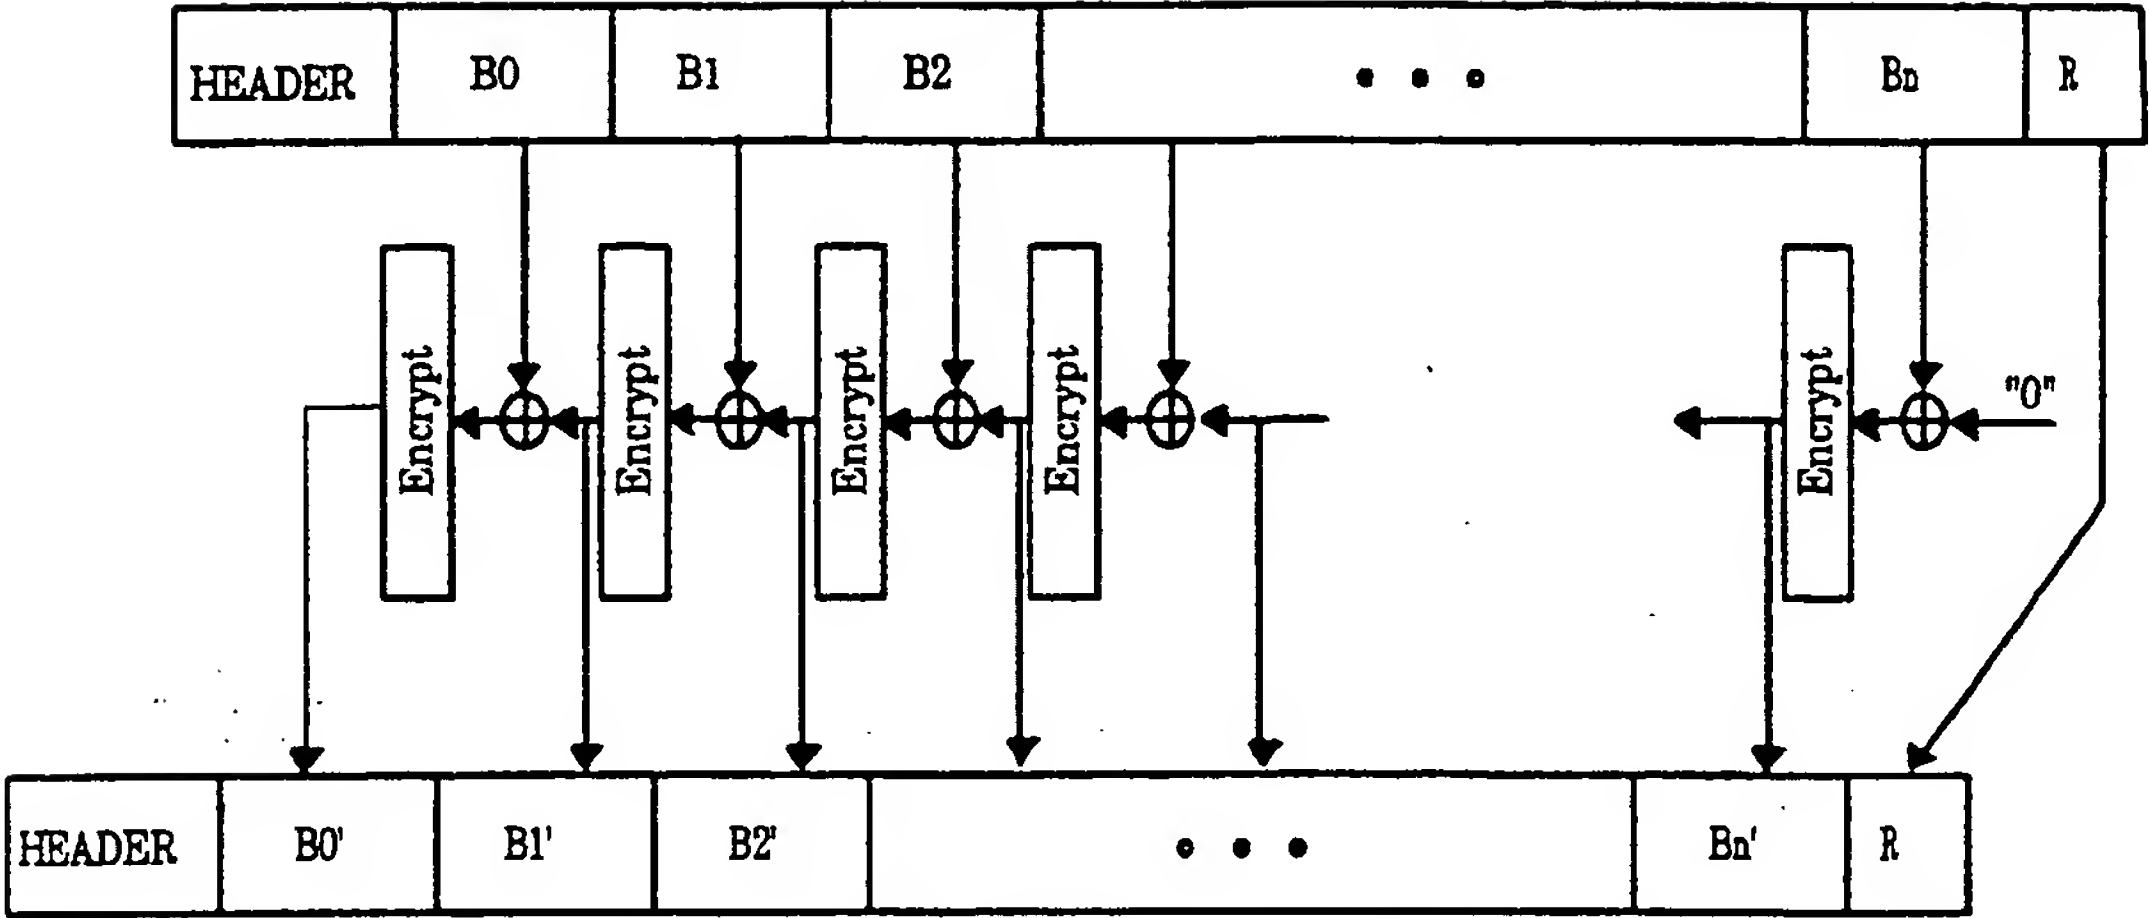 HEADER B0 B1 B2 • • • Bn R
Encrypt Encrypt Encrypt Encrypt Encrypt "0"
HEADER B0' B1' B2' • • • Bn' R